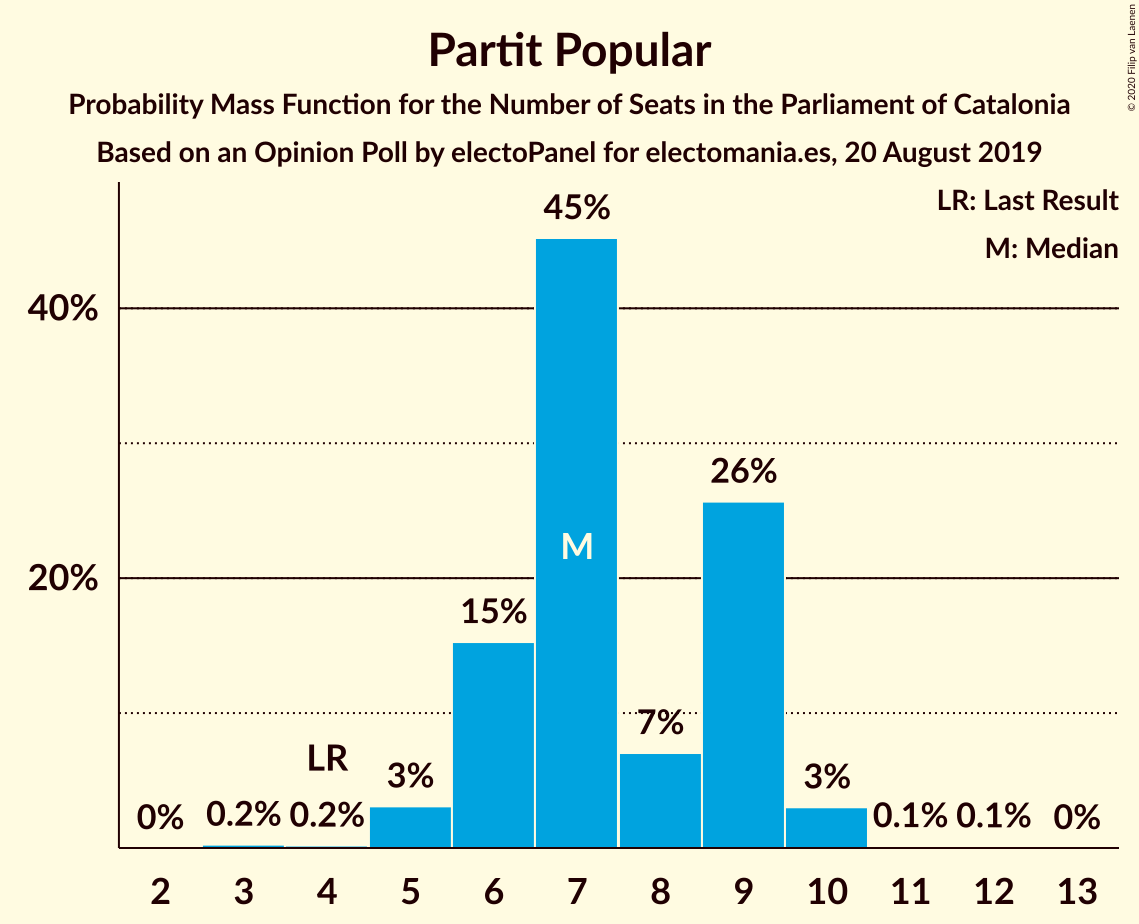 Partit Popular
Probability Mass Function for the Number of Seats in the Parliament of Catalonia
Based on an Opinion Poll by electoPanel for electomania.es, 20 August 2019
© 2020 Filip van Laenen
LR: Last Result
M: Median
40%
20%
0%
0.2%
LR
0.2%
3%
15%
45%
M
7%
26%
3%
0.1%
0.1%
0%
2 3 4 5 6 7 8 9 10 11 12 13